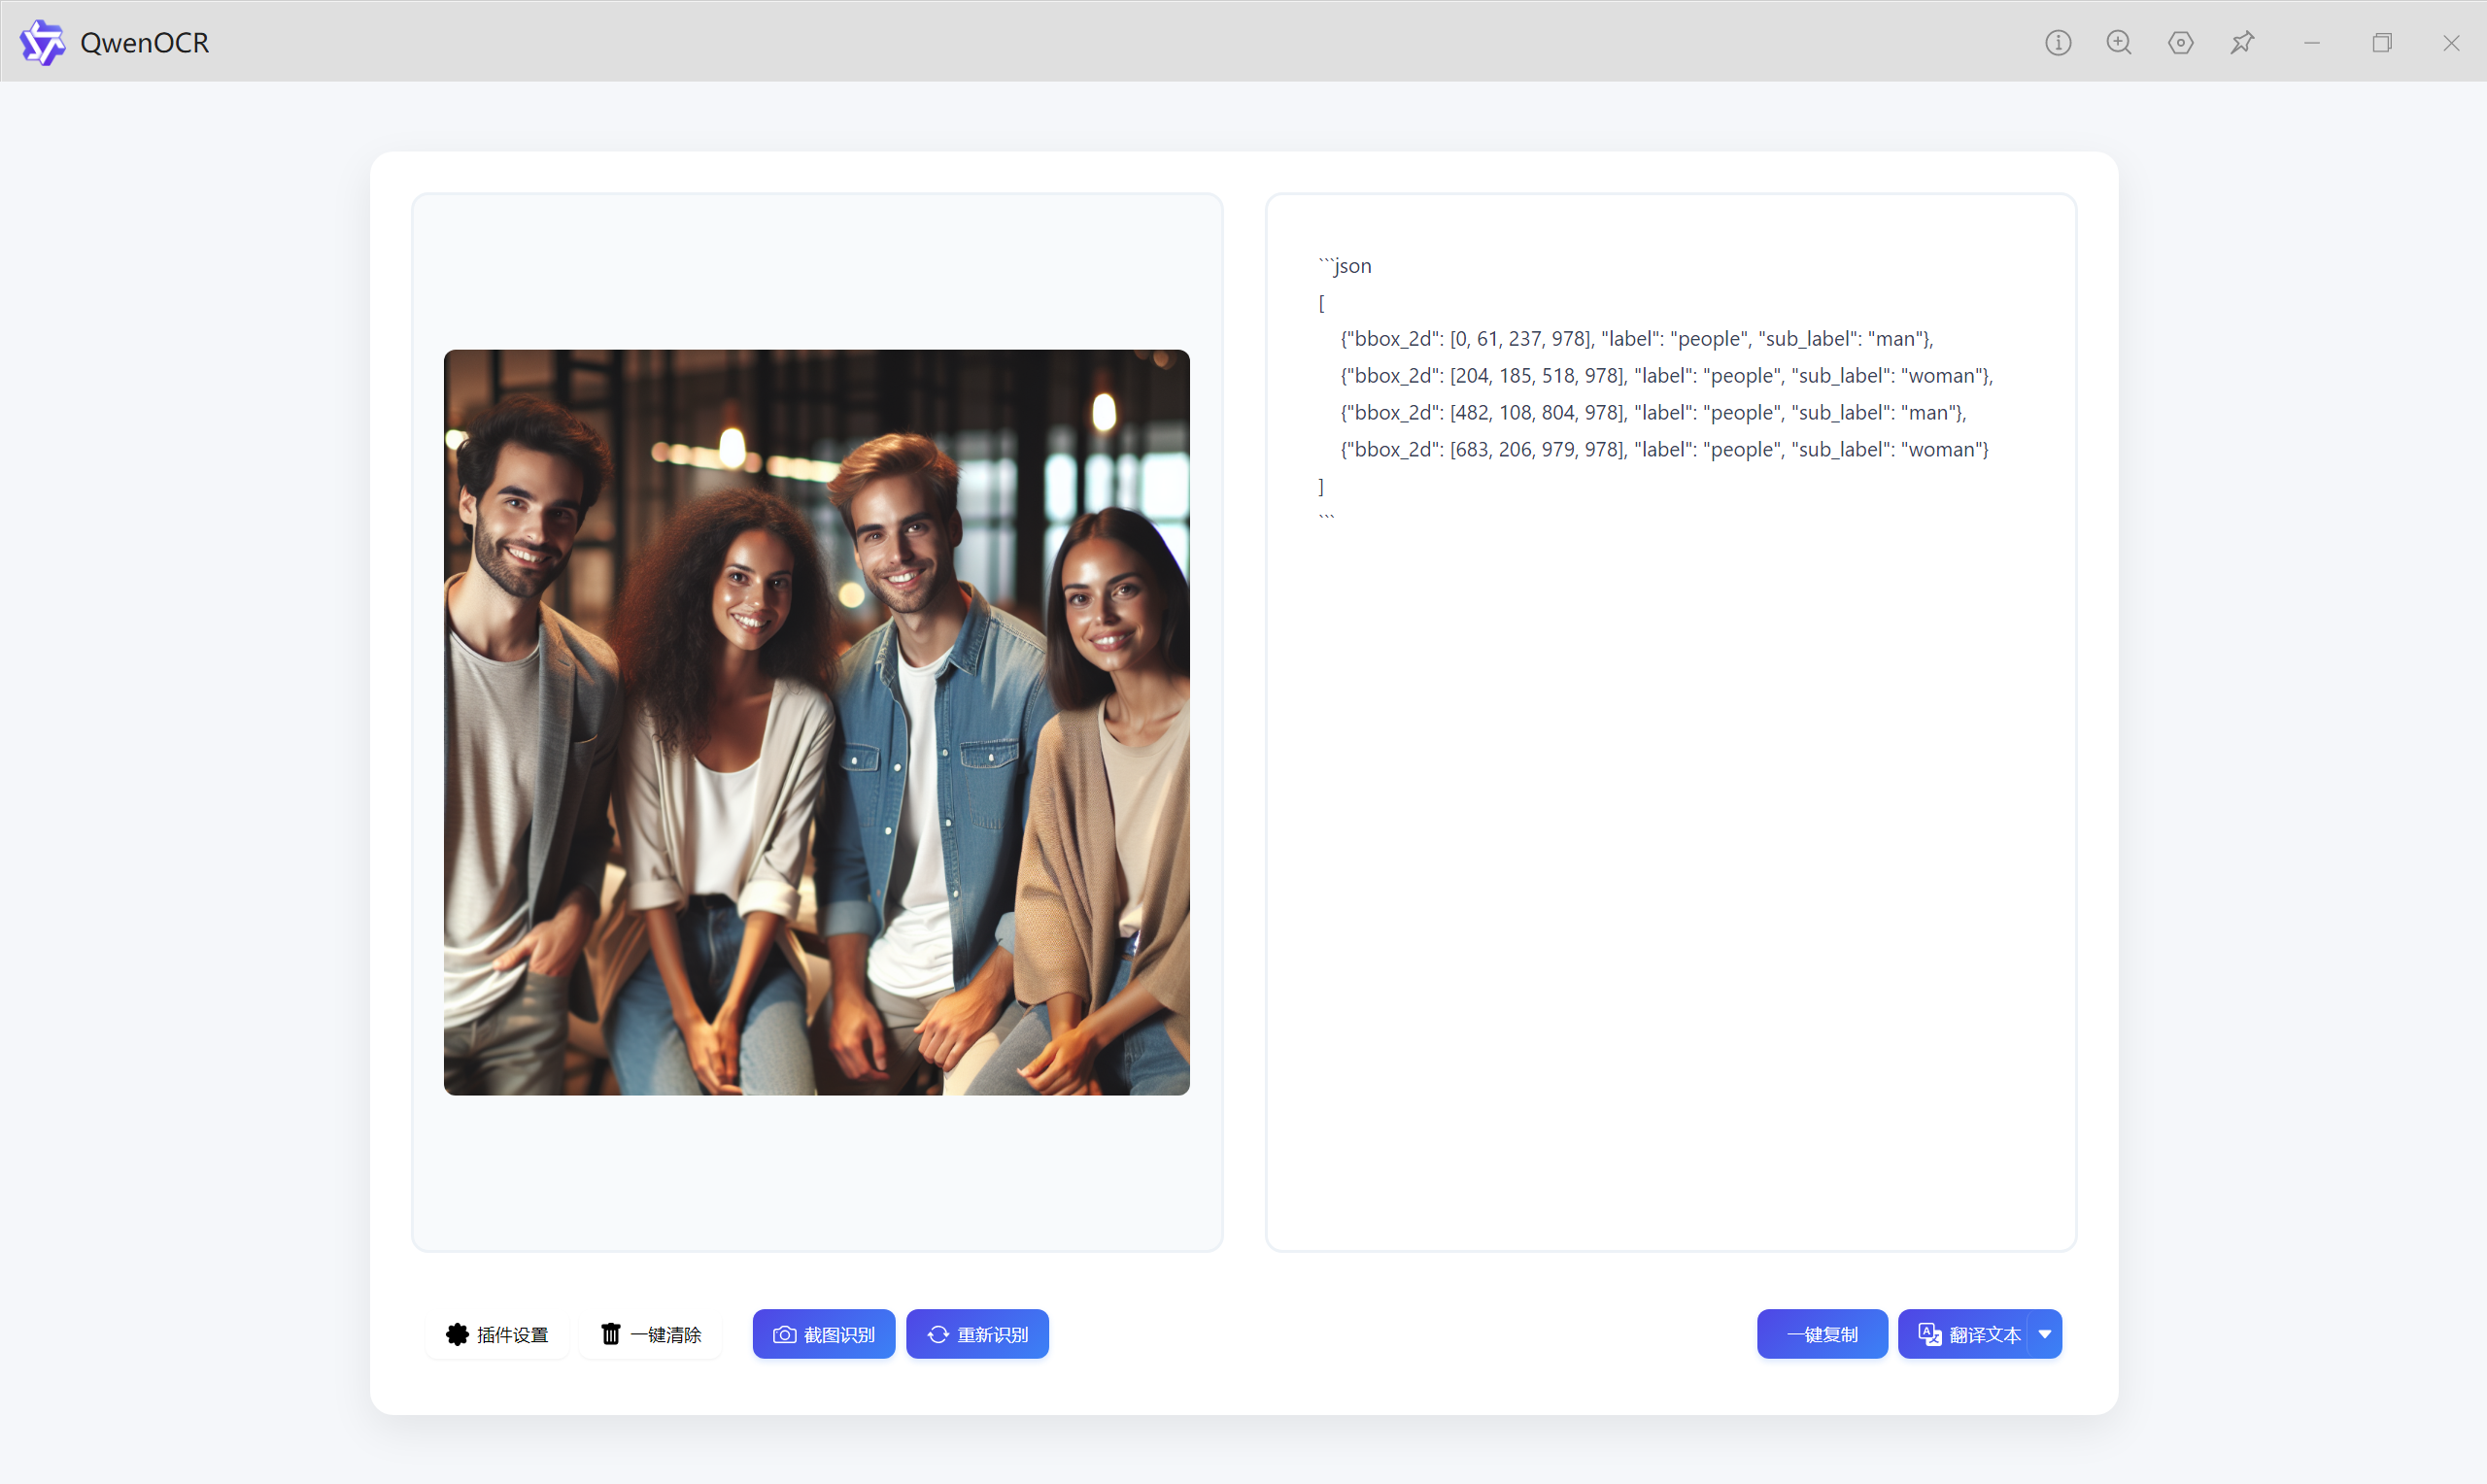 QwenOCR
```json
[
    {"bbox_2d": [0, 61, 237, 978], "label": "people", "sub_label": "man"},
    {"bbox_2d": [204, 185, 518, 978], "label": "people", "sub_label": "woman"},
    {"bbox_2d": [482, 108, 804, 978], "label": "people", "sub_label": "man"},
    {"bbox_2d": [683, 206, 979, 978], "label": "people", "sub_label": "woman"}
]
```
插件设置 一键清除 截图识别 重新识别 一键复制 翻译文本